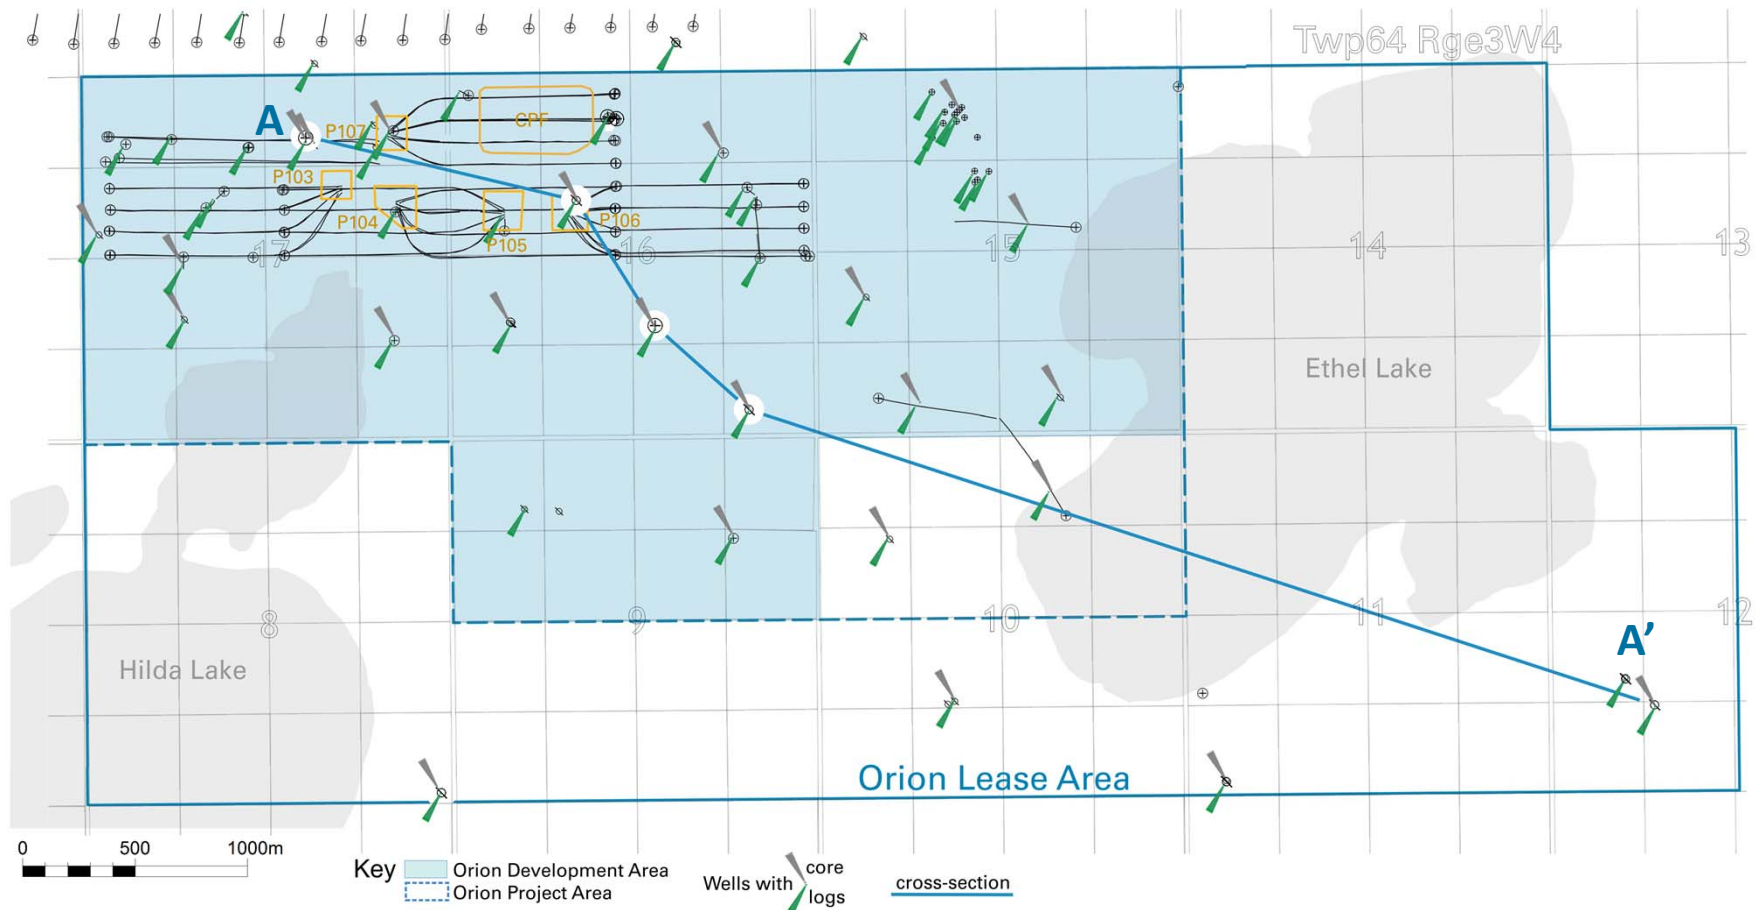 Twp64 Rge3W4
A
P107
CPF
P103
P104
P105
P106
17
16
15
14
13
Ethel Lake
8
9
10
11
12
Hilda Lake
A’
Orion Lease Area
0 500 1000m
Key
Orion Development Area
Orion Project Area
Wells with
core
logs
cross-section